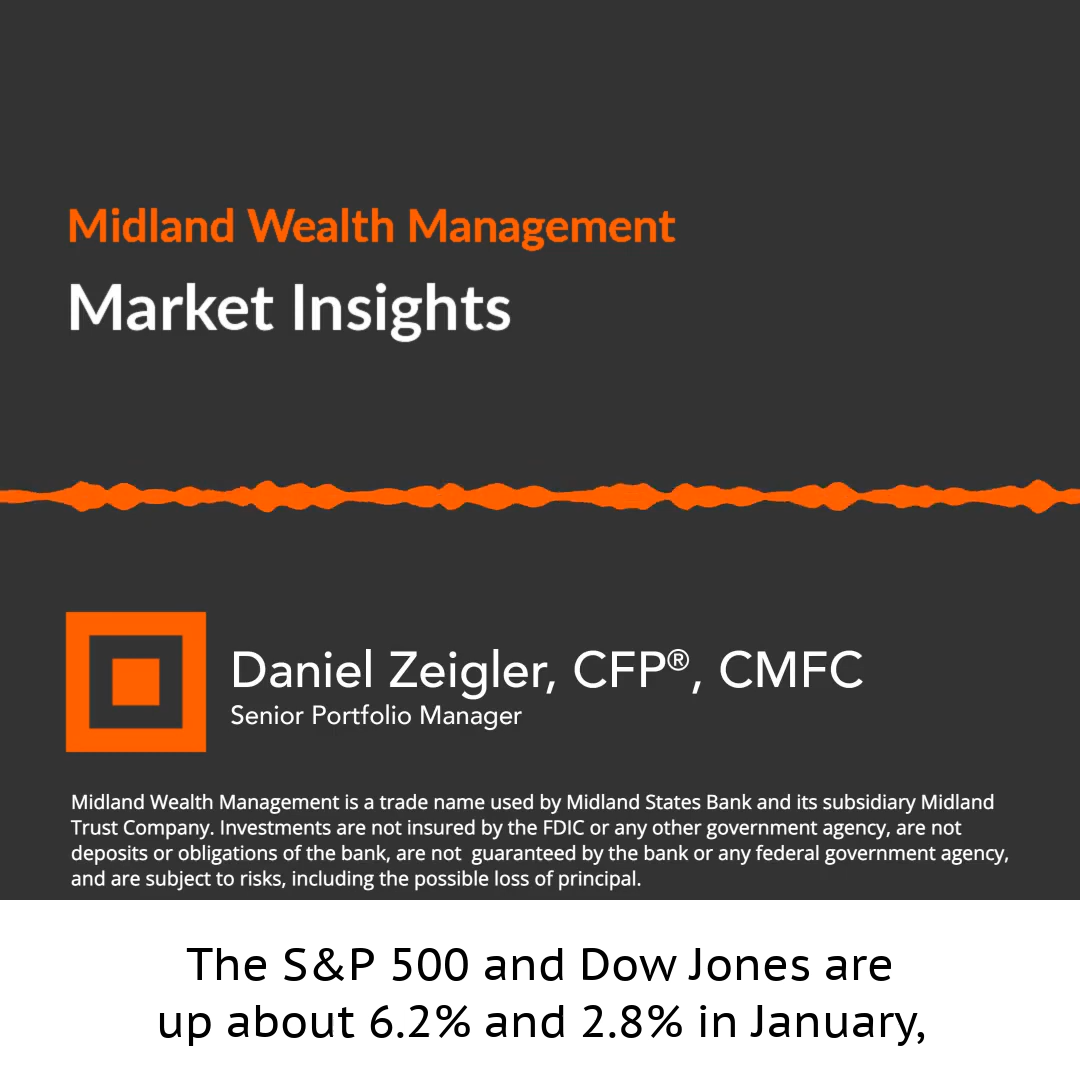 Midland Wealth Management
Market Insights
Daniel Zeigler, CFP®, CMFC
Senior Portfolio Manager
Midland Wealth Management is a trade name used by Midland States Bank and its subsidiary Midland
Trust Company. Investments are not insured by the FDIC or any other government agency, are not
deposits or obligations of the bank, are not  guaranteed by the bank or any federal government agency,
and are subject to risks, including the possible loss of principal.
The S&P 500 and Dow Jones are
up about 6.2% and 2.8% in January,